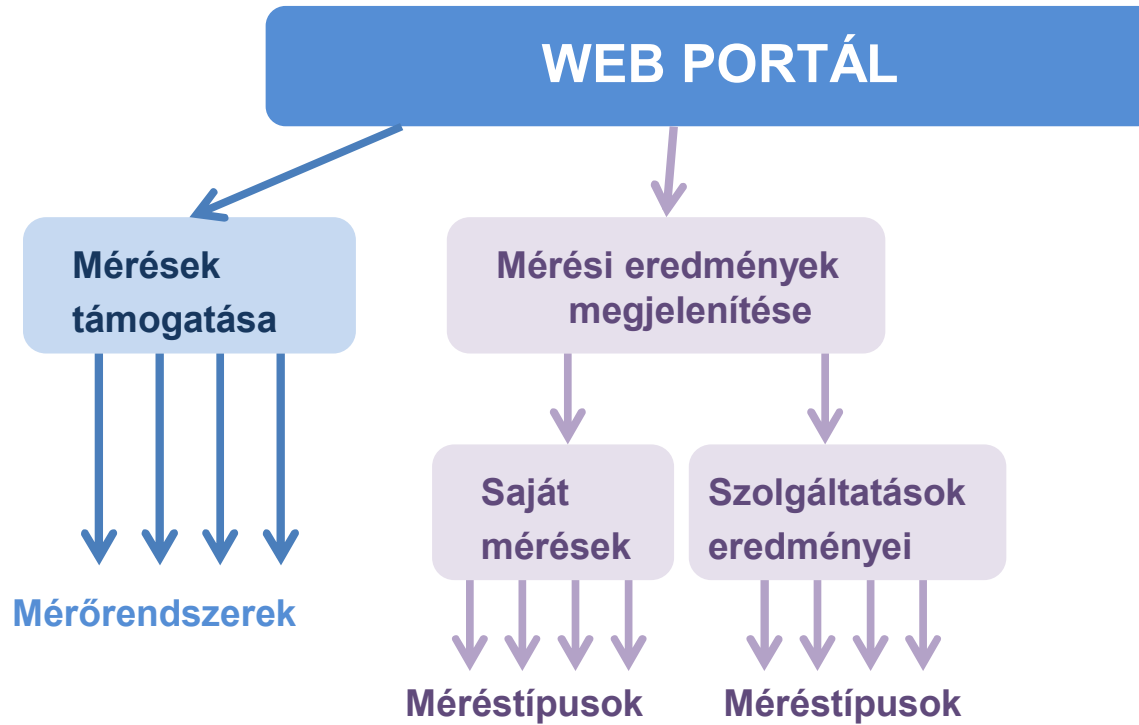 WEB PORTÁL
Mérések
támogatása
Mérési eredmények
megjelenítése
Saját
mérések
Szolgáltatások
eredményei
Mérőrendszerek
Méréstípusok
Méréstípusok